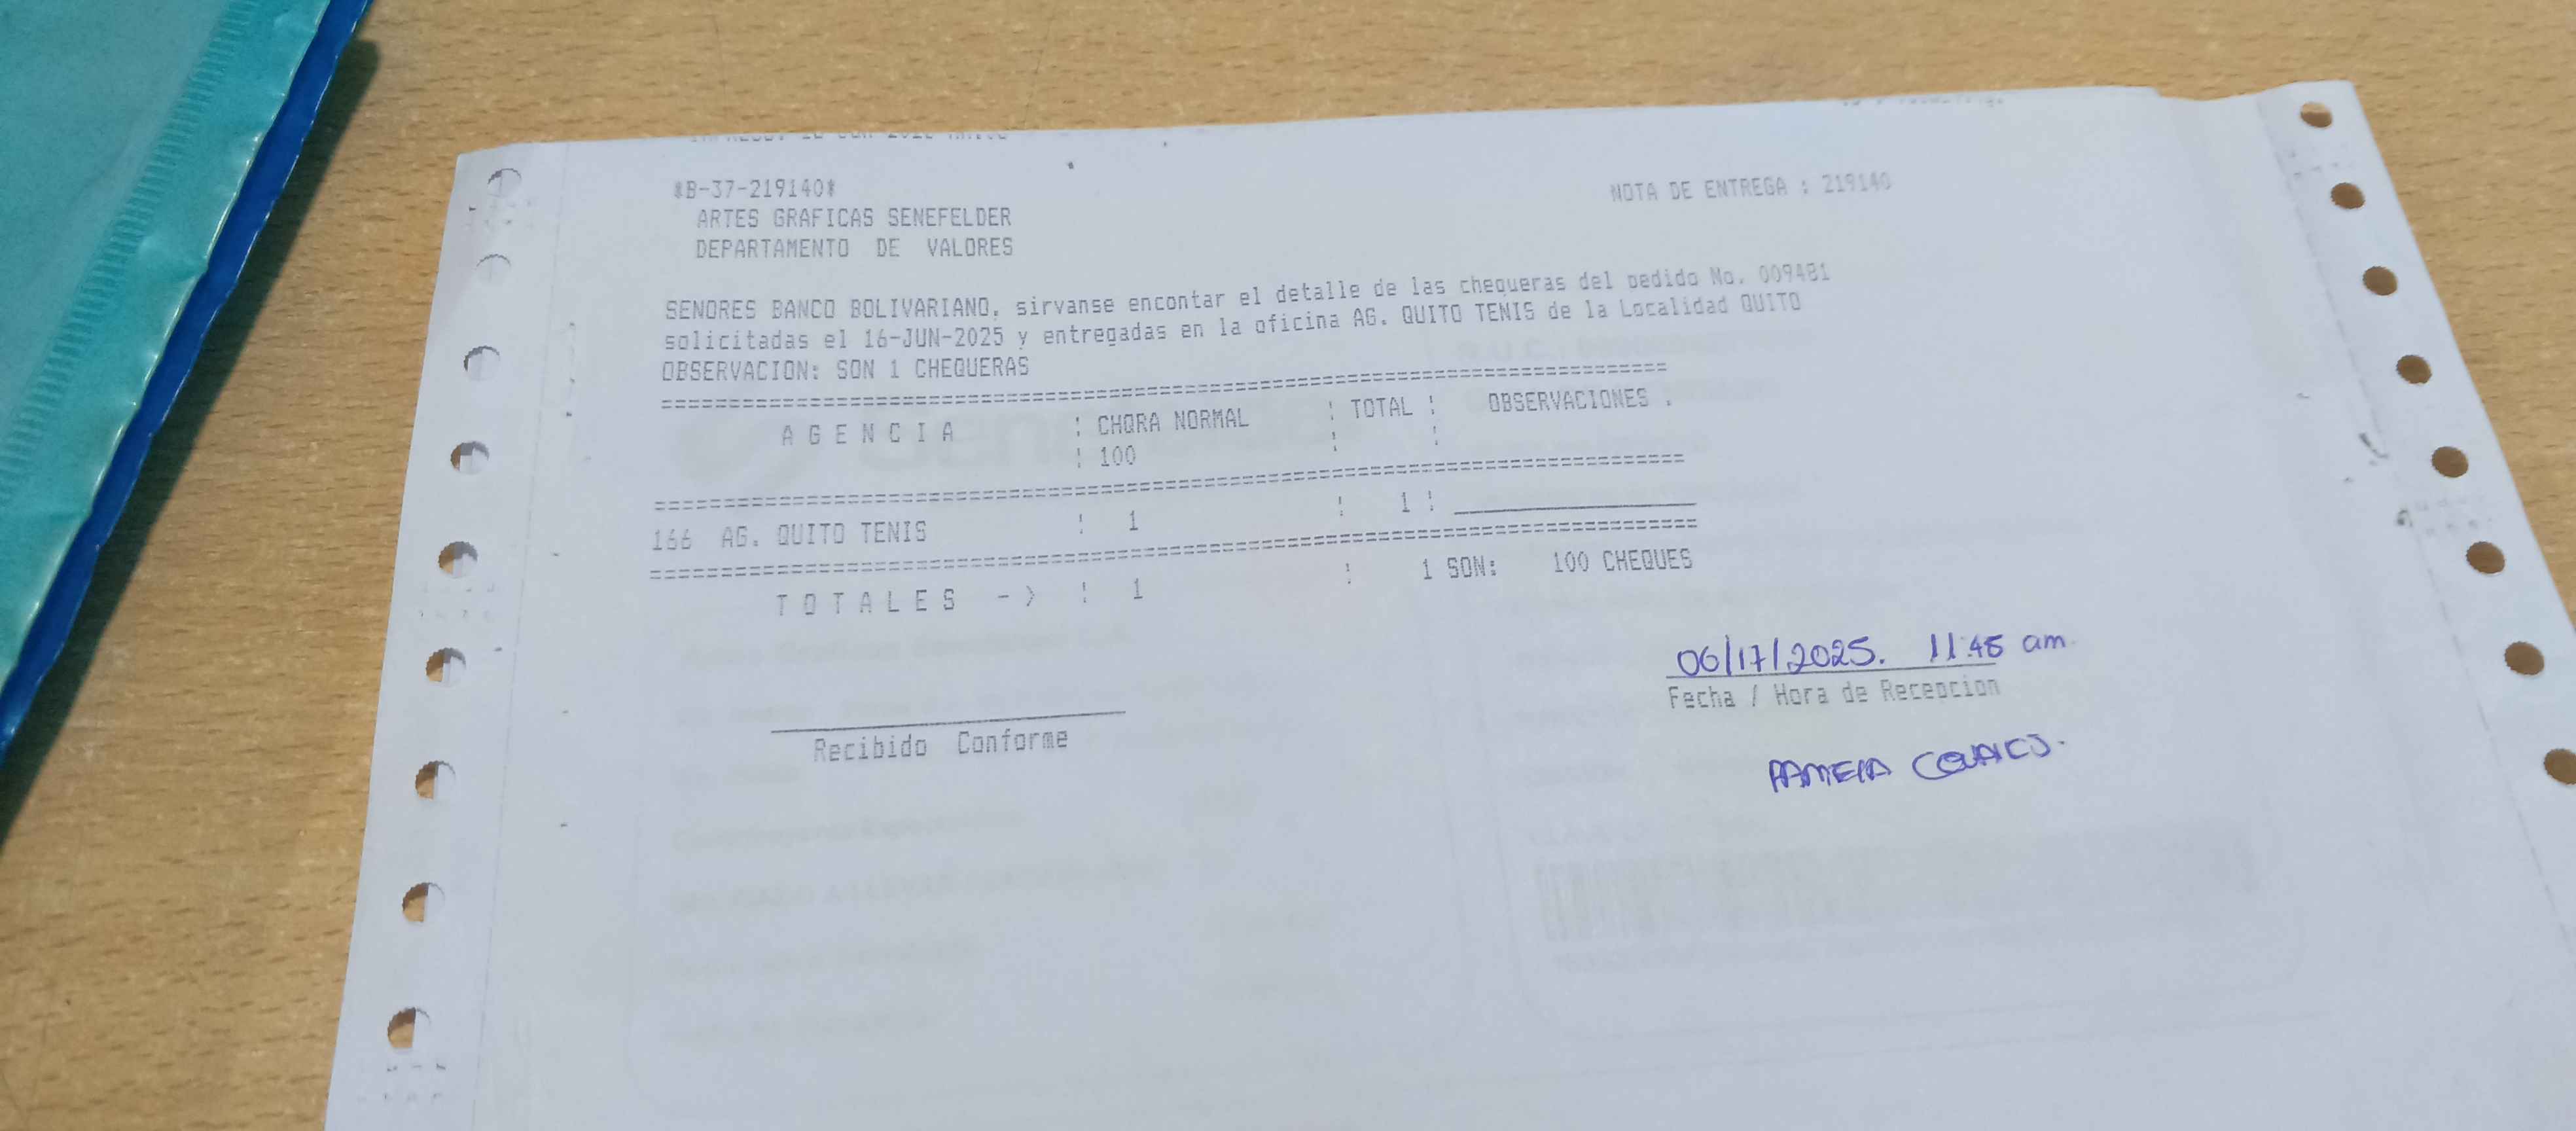 *B-37-219140*
NOTA DE ENTREGA : 219140
ARTES GRAFICAS SENEFELDER
DEPARTAMENTO DE VALORES
SENORES BANCO BOLIVARIANO, sirvanse encontar el detalle de las chequeras del pedido No. 009481
solicitadas el 16-JUN-2025 y entregadas en la oficina AG. QUITO TENIS de la Localidad QUITO
OBSERVACION: SON 1 CHEQUERAS
==================================================
A G E N C I A : CHQRA NORMAL : TOTAL : OBSERVACIONES .
: 100 : :
==================================================
166 AG. QUITO TENIS : 1 : 1 : ____________________
==================================================
T O T A L E S -> : 1 : 1 SON: 100 CHEQUES
06/17/2025. 11:45 am.
Fecha / Hora de Recepcion
Recibido Conforme
PAMELA